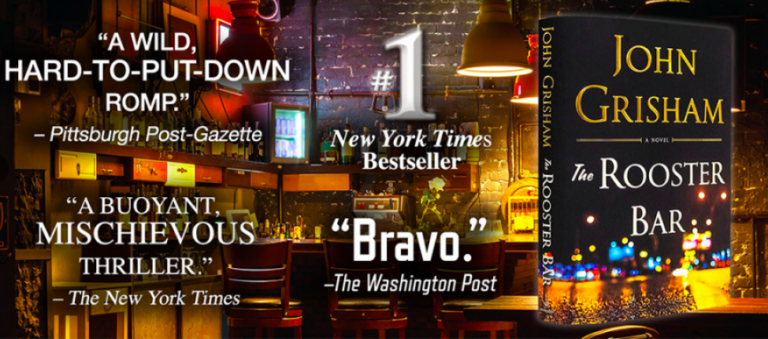 “A WILD,
HARD-TO-PUT-DOWN
ROMP.”
– Pittsburgh Post-Gazette
“A BUOYANT,
MISCHIEVOUS
THRILLER.”
– The New York Times
#1
New York Times
Bestseller
“Bravo.”
–The Washington Post
JOHN GRISHAM The ROOSTER BAR
JOHN
GRISHAM
A NOVEL
The ROOSTER
BAR